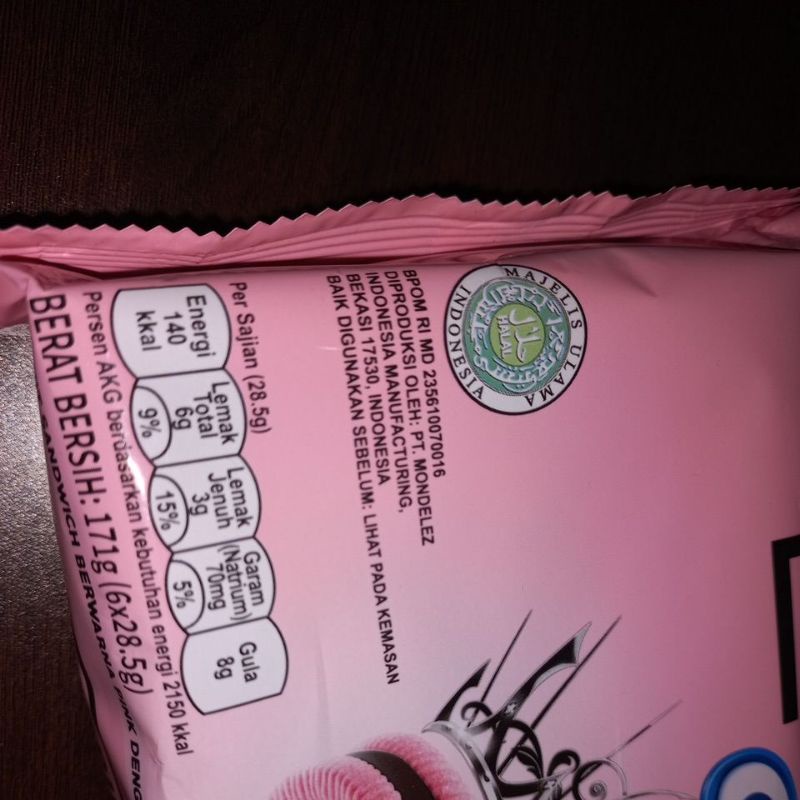 MAJELIS ULAMA
INDONESIA
حلال
HALAL
BPOM RI MD 235610070016
DIPRODUKSI OLEH: PT. MONDELEZ
INDONESIA MANUFACTURING,
BEKASI 17530, INDONESIA
BAIK DIGUNAKAN SEBELUM: LIHAT PADA KEMASAN
Per Sajian (28.5g)
Energi
140
kkal
Lemak
Total
6g
9%
Lemak
Jenuh
3g
15%
Garam
(Natrium)
70mg
5%
Gula
8g
Persen AKG berdasarkan kebutuhan energi 2150 kkal
BERAT BERSIH: 171g (6x28.5g)
SANDWICH BERWARNA PINK